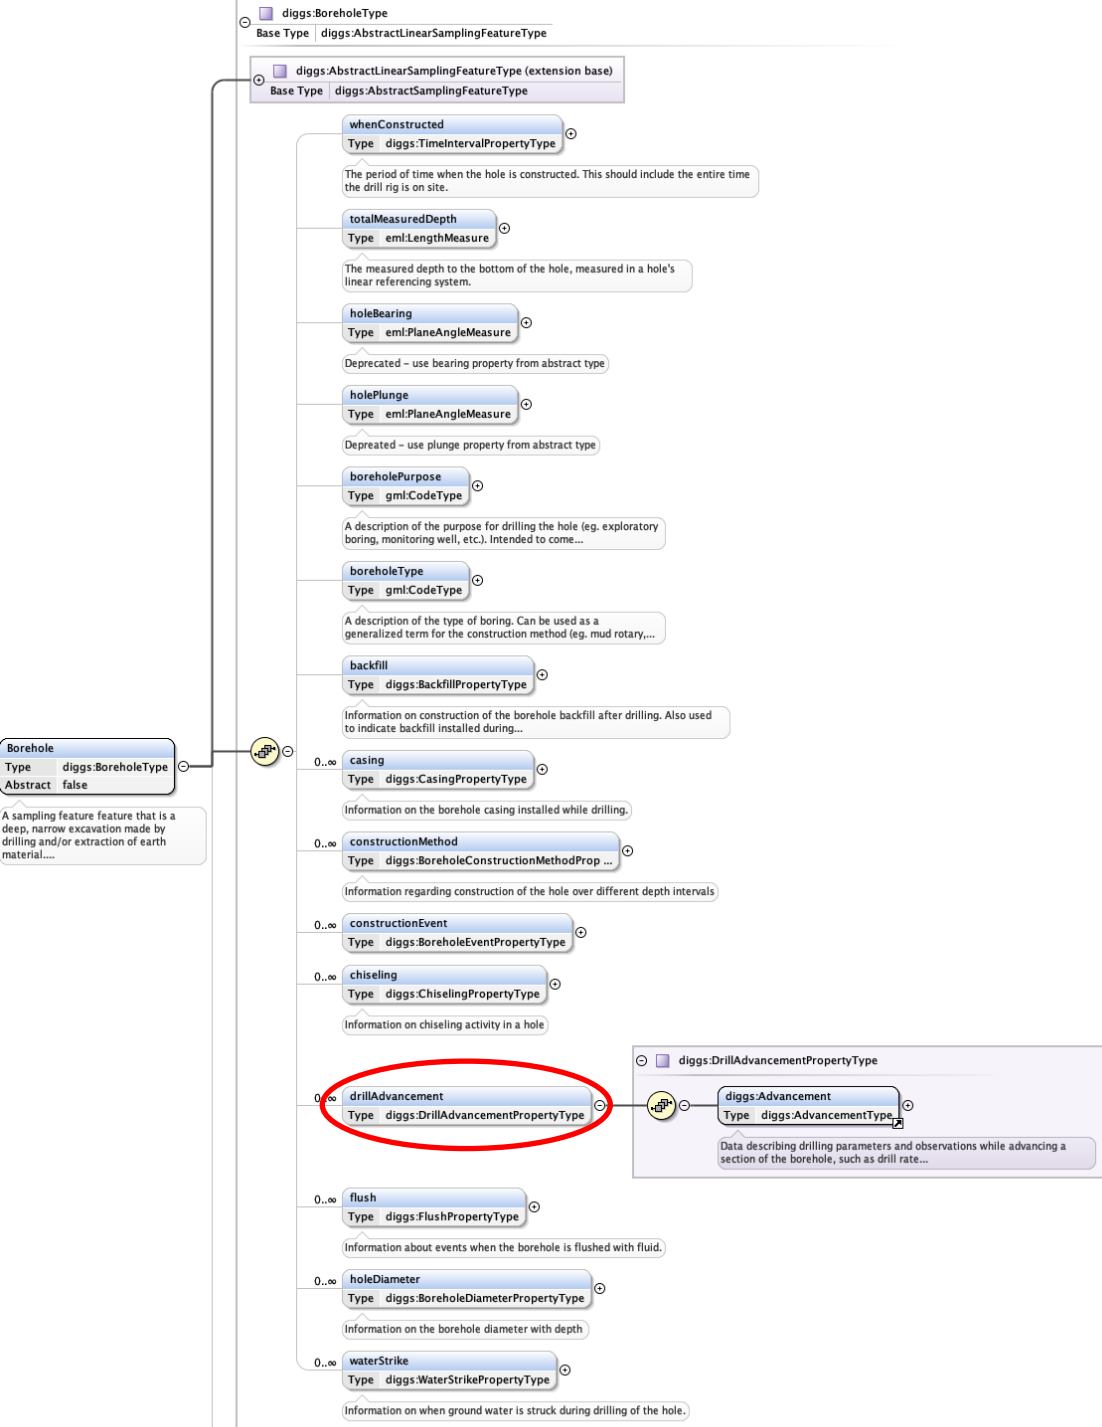 diggs:BoreholeType
Base Type diggs:AbstractLinearSamplingFeatureType
diggs:AbstractLinearSamplingFeatureType (extension base)
Base Type diggs:AbstractSamplingFeatureType
whenConstructed
Type diggs:TimeIntervalPropertyType
The period of time when the hole is constructed. This should include the entire time
the drill rig is on site.
totalMeasuredDepth
Type eml:LengthMeasure
The measured depth to the bottom of the hole, measured in a hole's
linear referencing system.
holeBearing
Type eml:PlaneAngleMeasure
Deprecated – use bearing property from abstract type
holePlunge
Type eml:PlaneAngleMeasure
Depreated – use plunge property from abstract type
boreholePurpose
Type gml:CodeType
A description of the purpose for drilling the hole (eg. exploratory
boring, monitoring well, etc.). Intended to come...
boreholeType
Type gml:CodeType
A description of the type of boring. Can be used as a
generalized term for the construction method (eg. mud rotary,...
backfill
Type diggs:BackfillPropertyType
Information on construction of the borehole backfill after drilling. Also used
to indicate backfill installed during...
Borehole
Type diggs:BoreholeType
Abstract false
A sampling feature feature that is a
deep, narrow excavation made by
drilling and/or extraction of earth
material....
0..∞ casing
Type diggs:CasingPropertyType
Information on the borehole casing installed while drilling.
0..∞ constructionMethod
Type diggs:BoreholeConstructionMethodProp ...
Information regarding construction of the hole over different depth intervals
0..∞ constructionEvent
Type diggs:BoreholeEventPropertyType
0..∞ chiseling
Type diggs:ChiselingPropertyType
Information on chiseling activity in a hole
0..∞ drillAdvancement
Type diggs:DrillAdvancementPropertyType
diggs:DrillAdvancementPropertyType
diggs:Advancement
Type diggs:AdvancementType
Data describing drilling parameters and observations while advancing a
section of the borehole, such as drill rate...
0..∞ flush
Type diggs:FlushPropertyType
Information about events when the borehole is flushed with fluid.
0..∞ holeDiameter
Type diggs:BoreholeDiameterPropertyType
Information on the borehole diameter with depth
0..∞ waterStrike
Type diggs:WaterStrikePropertyType
Information on when ground water is struck during drilling of the hole.